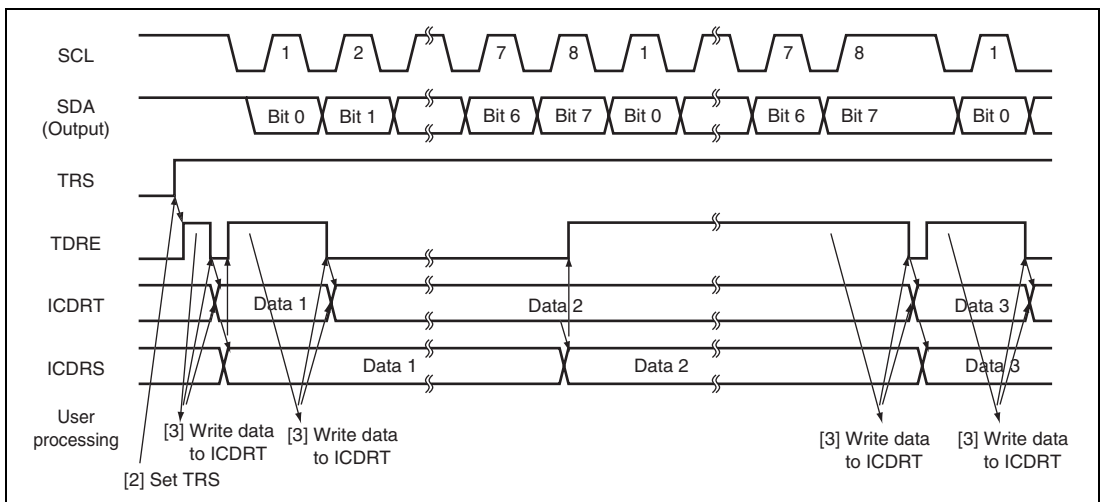 SCL 1 2 7 8 1 7 8 1
SDA
(Output)
Bit 0 Bit 1 Bit 6 Bit 7 Bit 0 Bit 6 Bit 7 Bit 0
TRS
TDRE
ICDRT Data 1 Data 2 Data 3
ICDRS Data 1 Data 2 Data 3
User
processing
[3] Write data
to ICDRT
[3] Write data
to ICDRT
[3] Write data
to ICDRT
[3] Write data
to ICDRT
[2] Set TRS